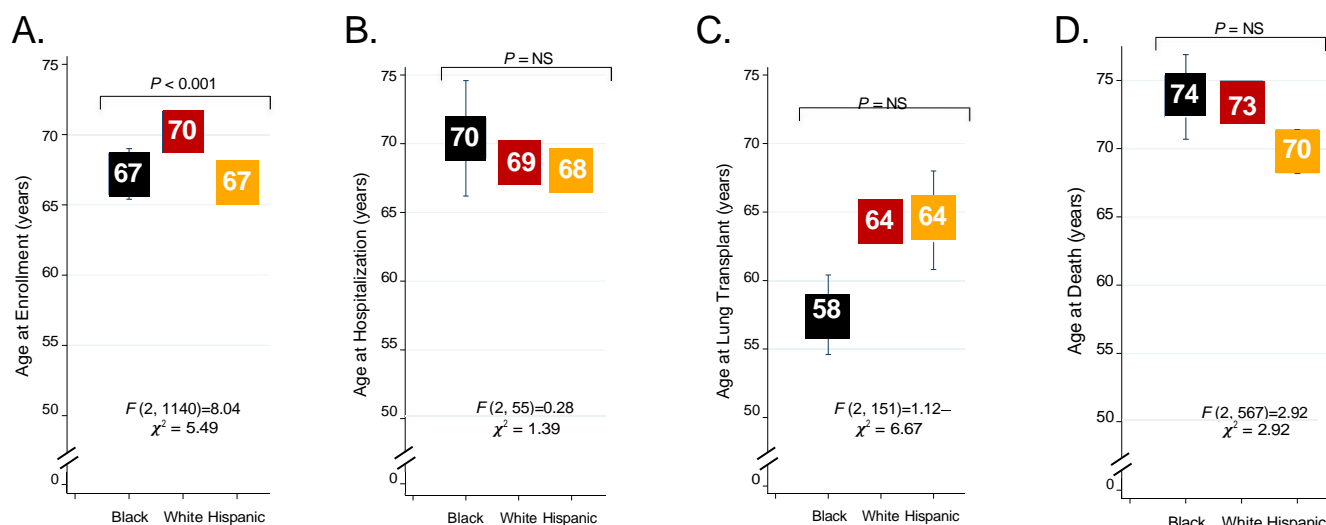 A.
Age at Enrollment (years)
75
70
65
60
55
50
0
P < 0.001
67
70
67
F (2, 1140)=8.04
χ² = 5.49
Black White Hispanic
B.
Age at Hospitalization (years)
75
70
65
60
55
50
0
P = NS
70
69
68
F (2, 55)=0.28
χ² = 1.39
Black White Hispanic
C.
Age at Lung Transplant (years)
75
70
65
60
55
50
0
P = NS
58
64
64
F (2, 151)=1.12–
χ² = 6.67
Black White Hispanic
D.
Age at Death (years)
75
70
65
60
55
50
0
P = NS
74
73
70
F (2, 567)=2.92
χ² = 2.92
Black White Hispanic